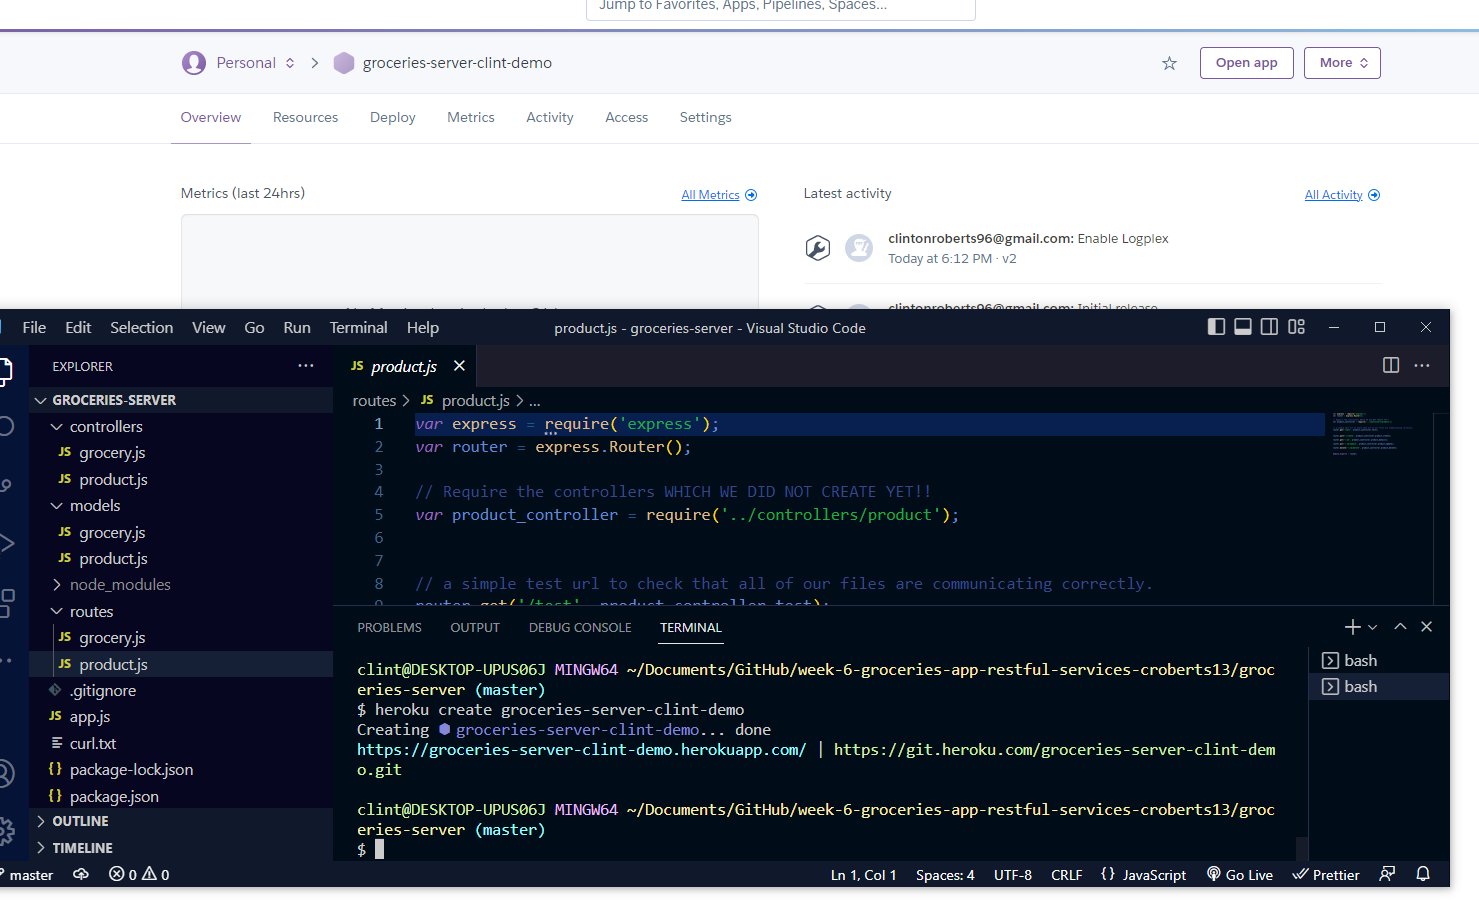 Jump to Favorites, Apps, Pipelines, Spaces...
Personal
groceries-server-clint-demo
Open app
More
Overview
Resources
Deploy
Metrics
Activity
Access
Settings
Metrics (last 24hrs)
All Metrics
Latest activity
All Activity
clintonroberts96@gmail.com: Enable Logplex
Today at 6:12 PM · v2
clintonroberts96@gmail.com: Initial release
File Edit Selection View Go Run Terminal Help
product.js - groceries-server - Visual Studio Code
EXPLORER
GROCERIES-SERVER
controllers
JS grocery.js
JS product.js
models
JS grocery.js
JS product.js
node_modules
routes
JS grocery.js
JS product.js
.gitignore
JS app.js
curl.txt
{} package-lock.json
{} package.json
OUTLINE
TIMELINE
JS product.js
routes > JS product.js > ...
1 var express = require('express');
2 var router = express.Router();
3
4 // Require the controllers WHICH WE DID NOT CREATE YET!!
5 var product_controller = require('../controllers/product');
6
7
8 // a simple test url to check that all of our files are communicating correctly.
9 router.get('/test', product_controller.test);
PROBLEMS OUTPUT DEBUG CONSOLE TERMINAL
clint@DESKTOP-UPUS06J MINGW64 ~/Documents/GitHub/week-6-groceries-app-restful-services-croberts13/groc
eries-server (master)
$ heroku create groceries-server-clint-demo
Creating ⬢ groceries-server-clint-demo... done
https://groceries-server-clint-demo.herokuapp.com/ | https://git.heroku.com/groceries-server-clint-dem
o.git
clint@DESKTOP-UPUS06J MINGW64 ~/Documents/GitHub/week-6-groceries-app-restful-services-croberts13/groc
eries-server (master)
$
bash
bash
master
0 0
Ln 1, Col 1 Spaces: 4 UTF-8 CRLF {} JavaScript Go Live Prettier